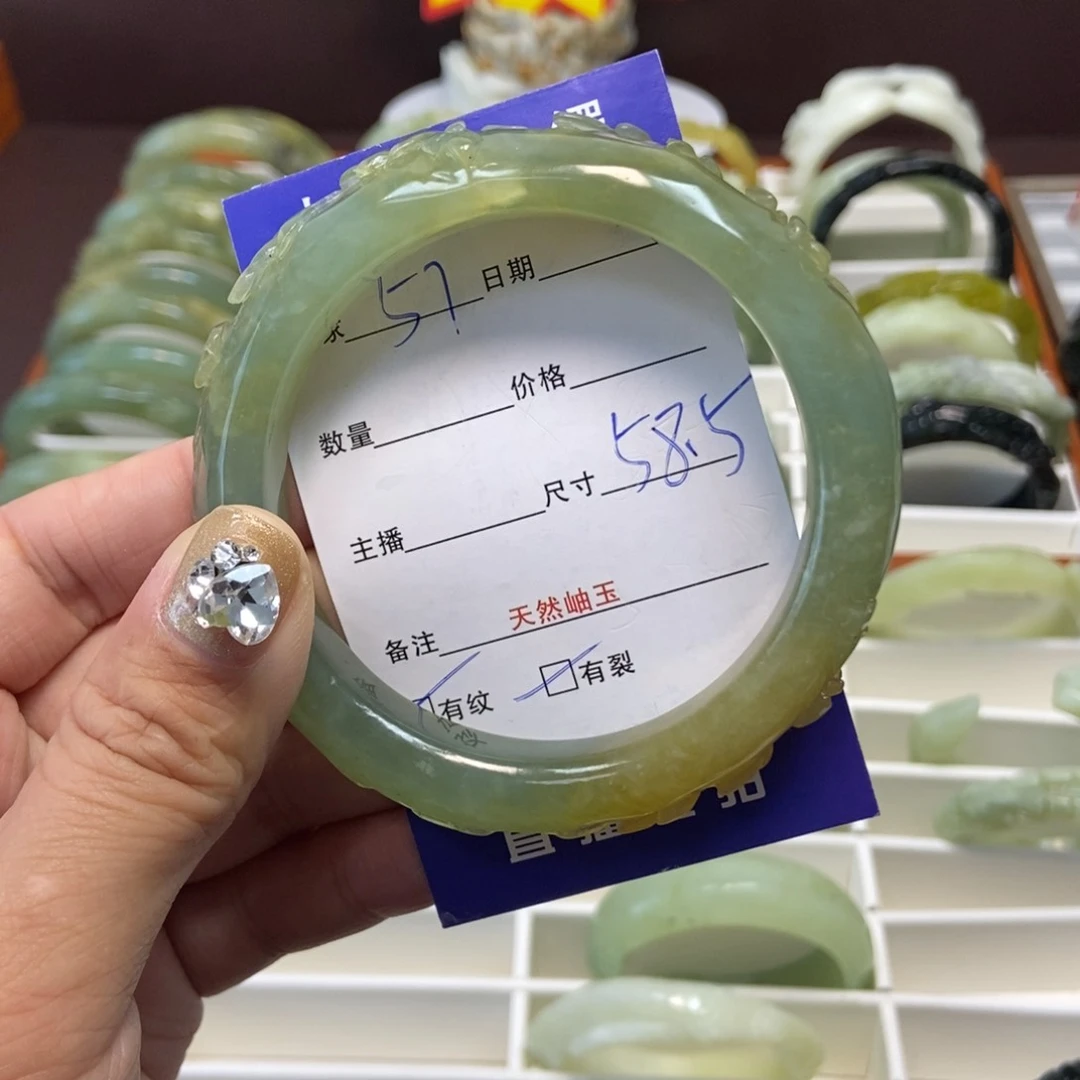 57 日期
数量 价格
主播 尺寸 58.5
备注 天然岫玉
有纹 有裂